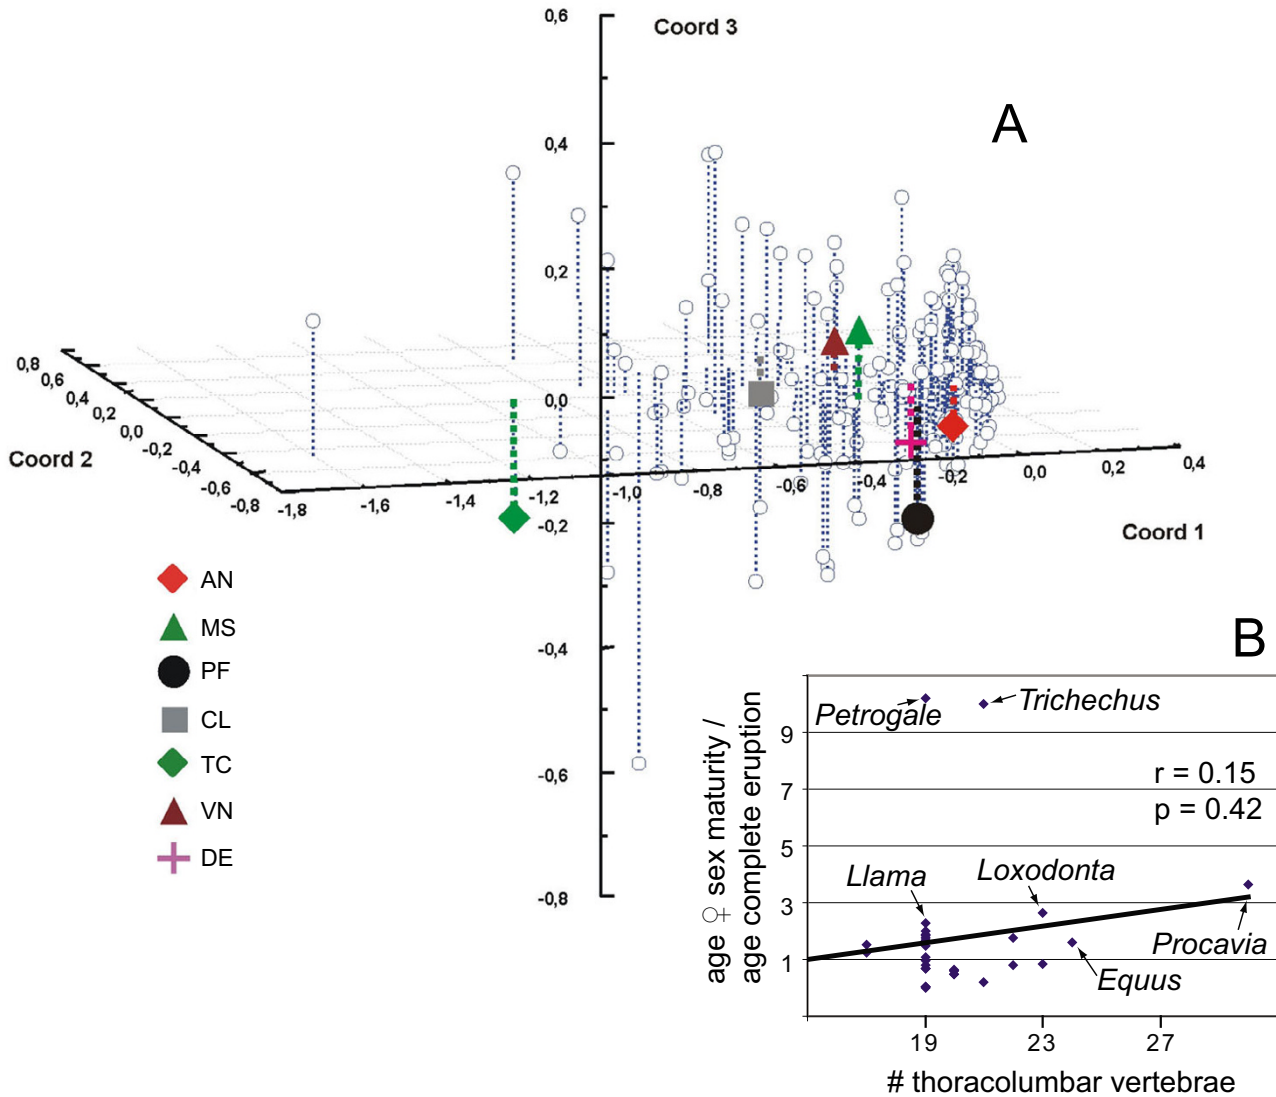 0,6
Coord 3
A
0,4
0,2
0,0
-0,2
-0,4
-0,6
-0,8
0,8
0,6
0,4
0,2
0,0
-0,2
-0,4
-0,6
-0,8
Coord 2
-1,8
-1,6
-1,4
-1,2
-1,0
-0,8
-0,6
-0,4
-0,2
0,0
0,2
0,4
Coord 1
AN
MS
PF
CL
TC
VN
DE
B
age ♀ sex maturity /
age complete eruption
9
7
5
3
1
Petrogale
Trichechus
r = 0.15
p = 0.42
Llama
Loxodonta
Procavia
Equus
19
23
27
# thoracolumbar vertebrae